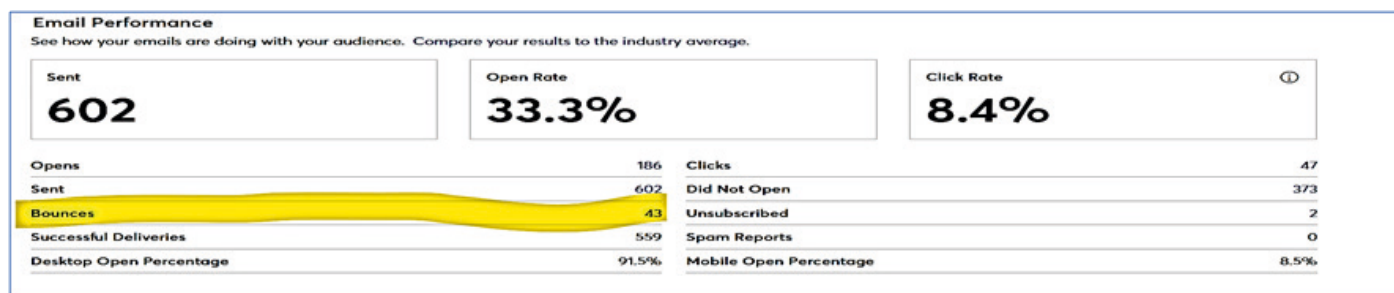 Email Performance
See how your emails are doing with your audience. Compare your results to the industry average.
Sent
602
Open Rate
33.3%
Click Rate
8.4%
Opens 186
Clicks 47
Sent 602
Did Not Open 373
Bounces 43
Unsubscribed 2
Successful Deliveries 559
Spam Reports 0
Desktop Open Percentage 91.5%
Mobile Open Percentage 8.5%